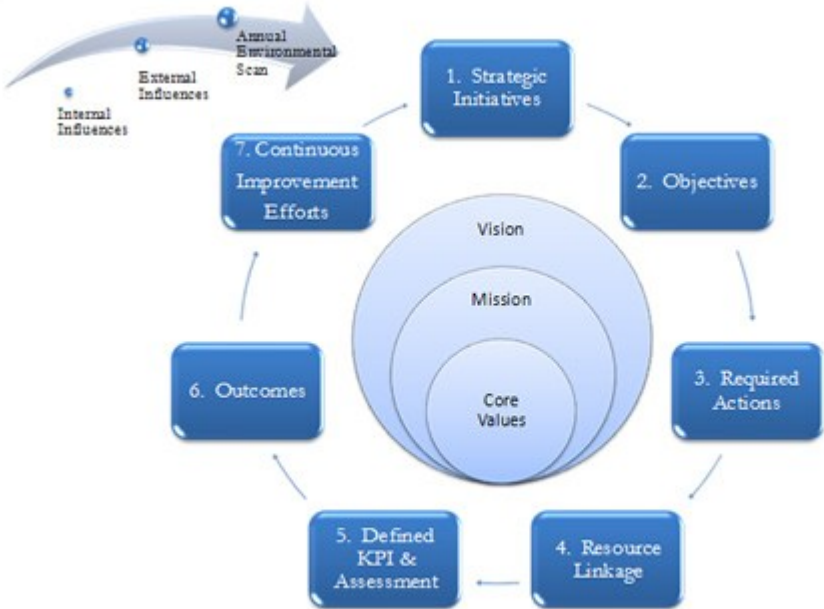 Annual
Environmental
Scan
External
Influences
Internal
Influences
1. Strategic
Initiatives
2. Objectives
3. Required
Actions
4. Resource
Linkage
5. Defined
KPI &
Assessment
6. Outcomes
7. Continuous
Improvement
Efforts
Vision
Mission
Core
Values